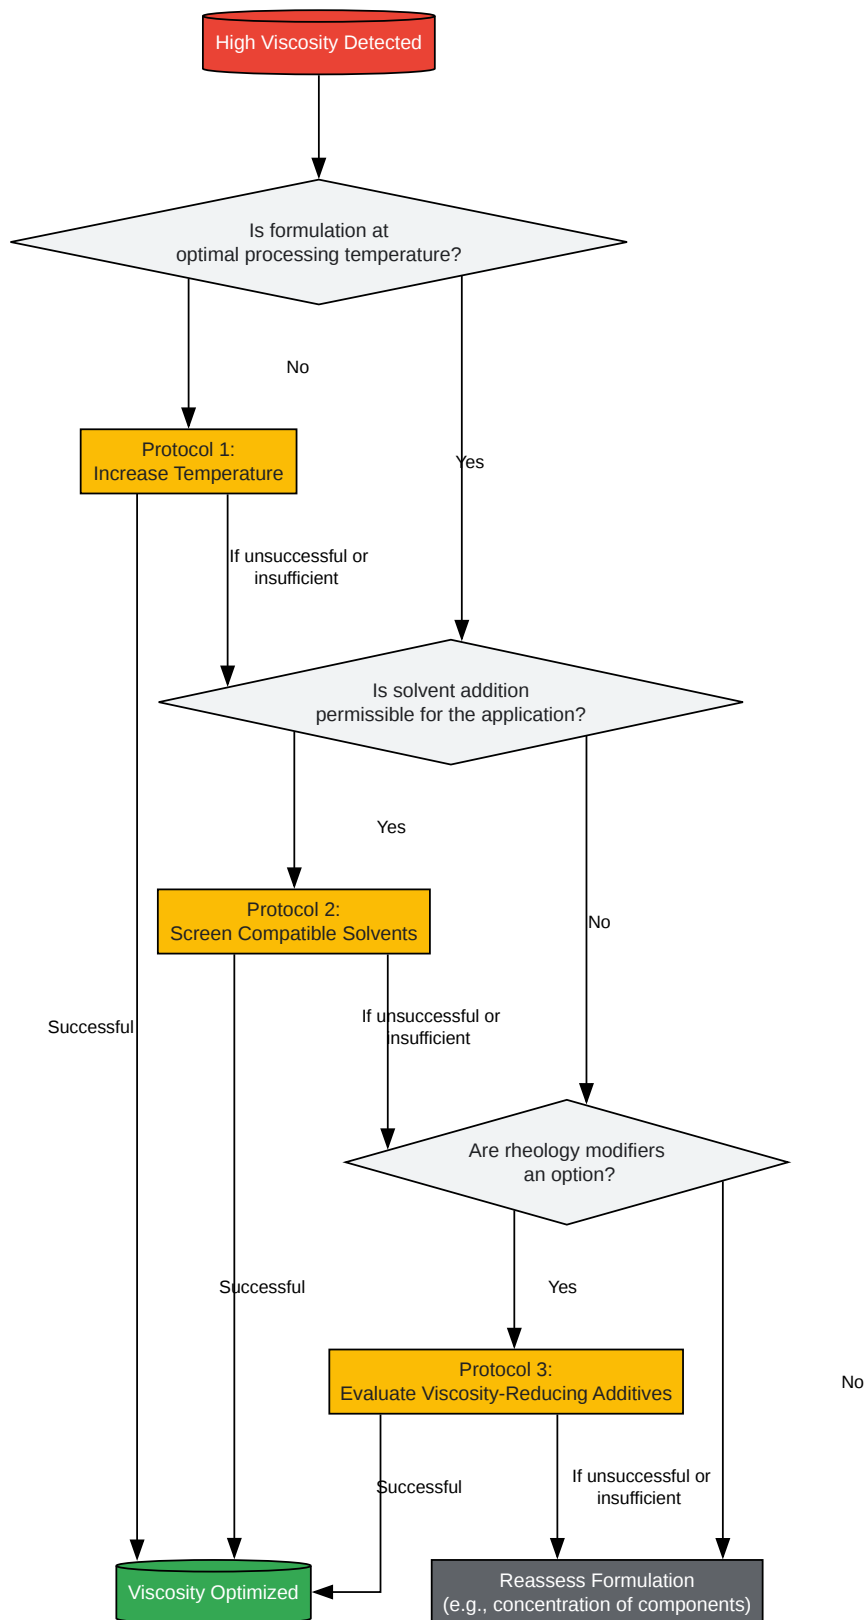 High Viscosity Detected
Is formulation at
optimal processing temperature?
No
Protocol 1:
Increase Temperature
Yes
If unsuccessful or
insufficient
Is solvent addition
permissible for the application?
Yes
Protocol 2:
Screen Compatible Solvents
No
If unsuccessful or
insufficient
Successful
Are rheology modifiers
an option?
Successful
Yes
Protocol 3:
Evaluate Viscosity-Reducing Additives
No
Successful
If unsuccessful or
insufficient
Viscosity Optimized
Reassess Formulation
(e.g., concentration of components)